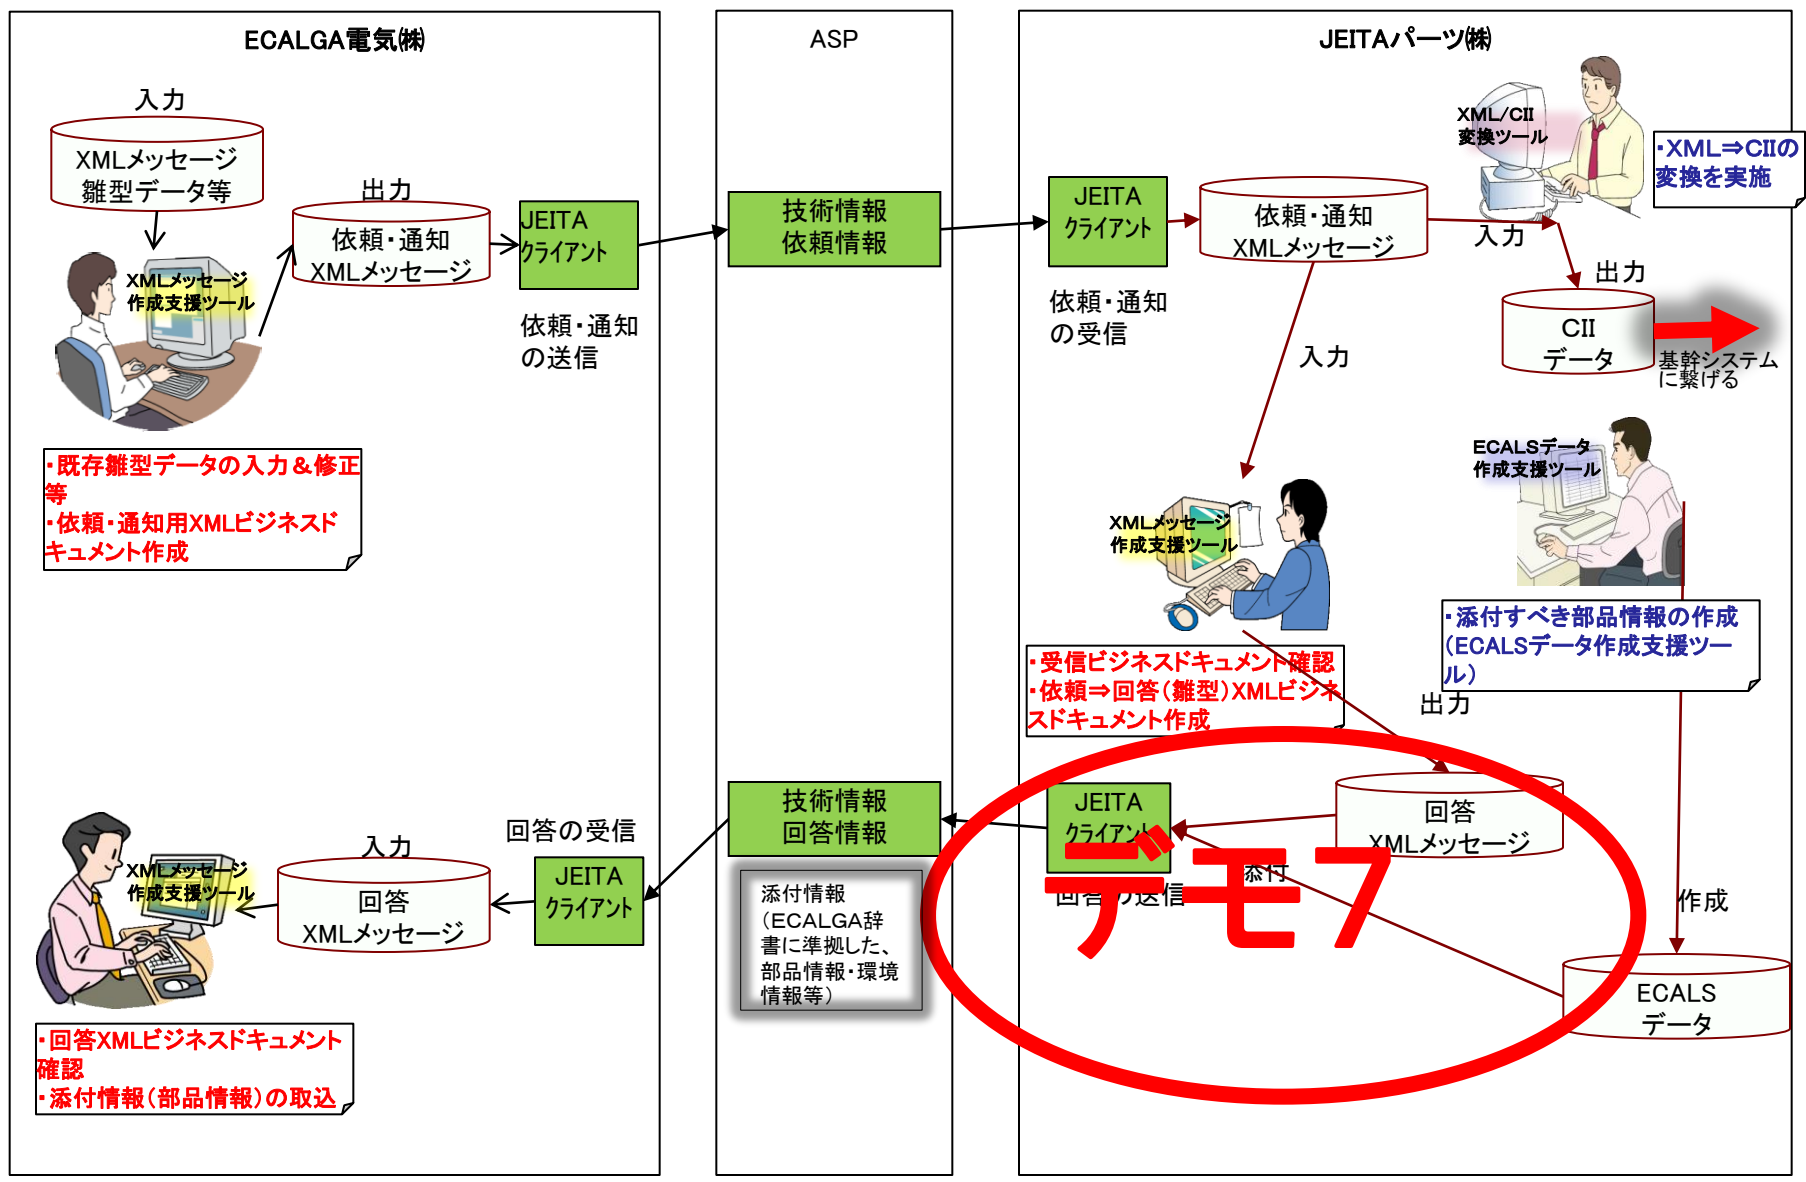 ECALGA電気㈱
入力
XMLメッセージ
雛型データ等
出力
依頼・通知
XMLメッセージ
JEITA
クライアント
XMLメッセージ
作成支援ツール
依頼・通知
の送信
・既存雛型データの入力＆修正
等
・依頼・通知用XMLビジネスド
キュメント作成
回答の受信
入力
回答
XMLメッセージ
JEITA
クライアント
XMLメッセージ
作成支援ツール
・回答XMLビジネスドキュメント
確認
・添付情報（部品情報）の取込
ASP
技術情報
依頼情報
技術情報
回答情報
添付情報
（ECALGA辞
書に準拠した、
部品情報・環境
情報等）
JEITAパーツ㈱
XML/CII
変換ツール
・XML⇒CIIの
変換を実施
JEITA
クライアント
依頼・通知
XMLメッセージ
入力
出力
依頼・通知
の受信
CII
データ
基幹システム
に繋げる
入力
ECALSデータ
作成支援ツール
XMLメッセージ
作成支援ツール
・添付すべき部品情報の作成
（ECALSデータ作成支援ツー
ル）
・受信ビジネスドキュメント確認
・依頼⇒回答（雛型）XMLビジネ
スドキュメント作成
出力
JEITA
クライアント
回答
XMLメッセージ
添付
回答の送信
デモ7
作成
ECALS
データ